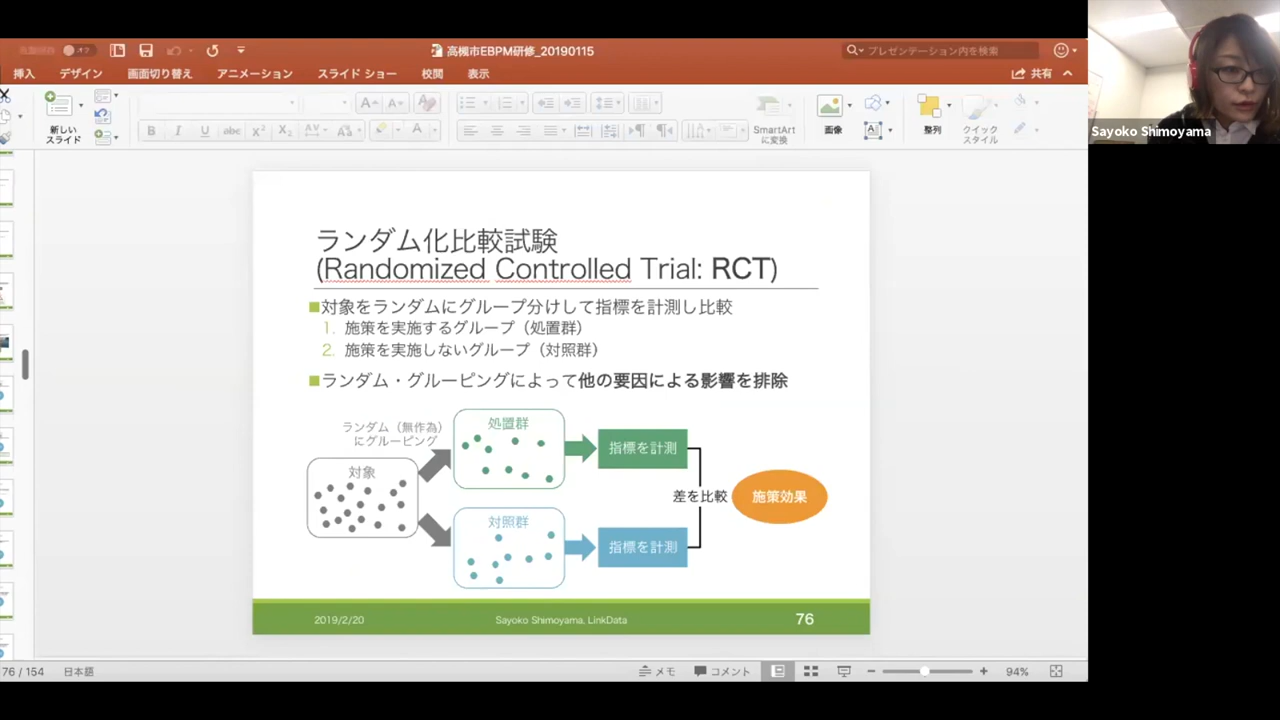 オフ
高槻市EBPM研修_20190115
プレゼンテーション内を検索
挿入
デザイン
画面切り替え
アニメーション
スライド ショー
校閲
表示
共有
新しい
スライド
SmartArt
に変換
画像
整列
クイック
スタイル
Sayoko Shimoyama
ランダム化比較試験
(Randomized Controlled Trial: RCT)
■対象をランダムにグループ分けして指標を計測し比較
1. 施策を実施するグループ（処置群）
2. 施策を実施しないグループ（対照群）
■ランダム・グルーピングによって他の要因による影響を排除
ランダム（無作為）
にグルーピング
対象
処置群
指標を計測
差を比較
施策効果
対照群
指標を計測
2019/2/20
Sayoko Shimoyama, LinkData
76
76 / 154
日本語
メモ
コメント
94%